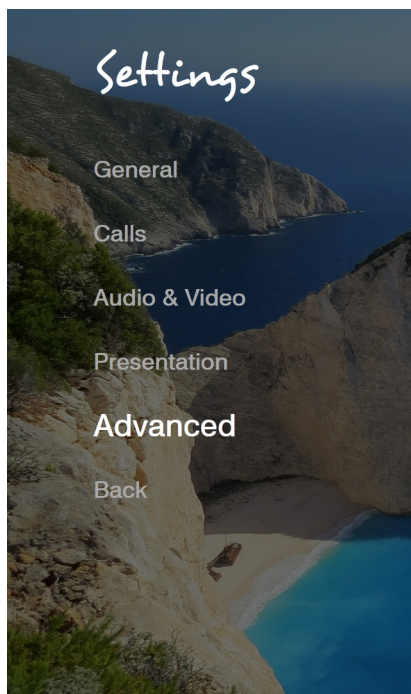 Settings
General
Calls
Audio & Video
Presentation
Advanced
Back